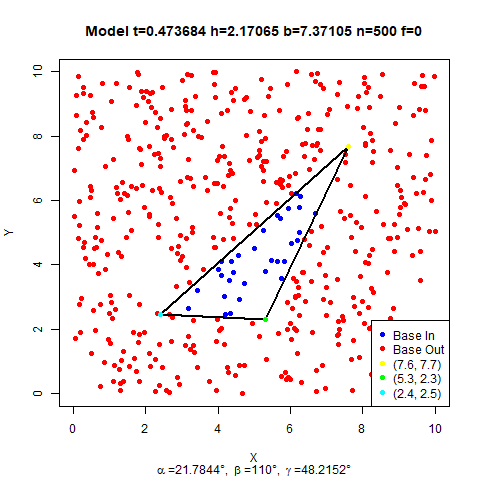 Model t=0.473684 h=2.17065 b=7.37105 n=500 f=0
10
8
6
4
2
0
Y
Base In
Base Out
(7.6, 7.7)
(5.3, 2.3)
(2.4, 2.5)
0 2 4 6 8 10
X
α=21.7844°, β=110°, γ=48.2152°